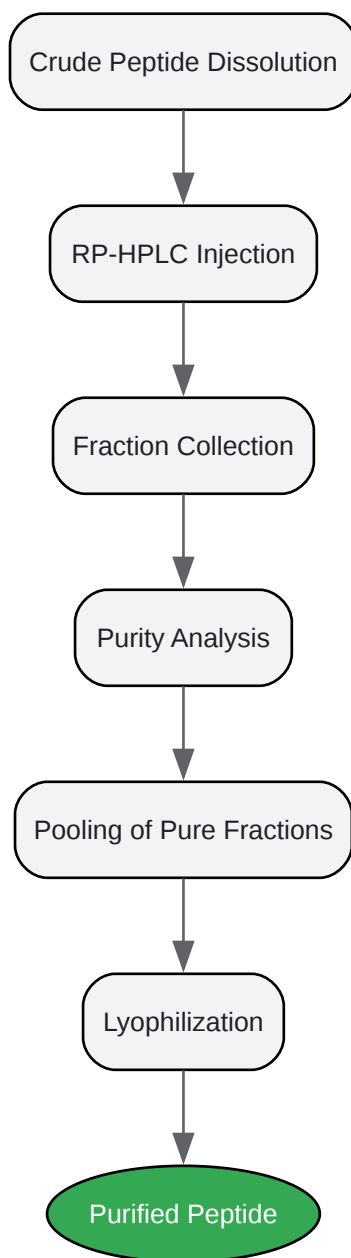 Crude Peptide Dissolution
RP-HPLC Injection
Fraction Collection
Purity Analysis
Pooling of Pure Fractions
Lyophilization
Purified Peptide